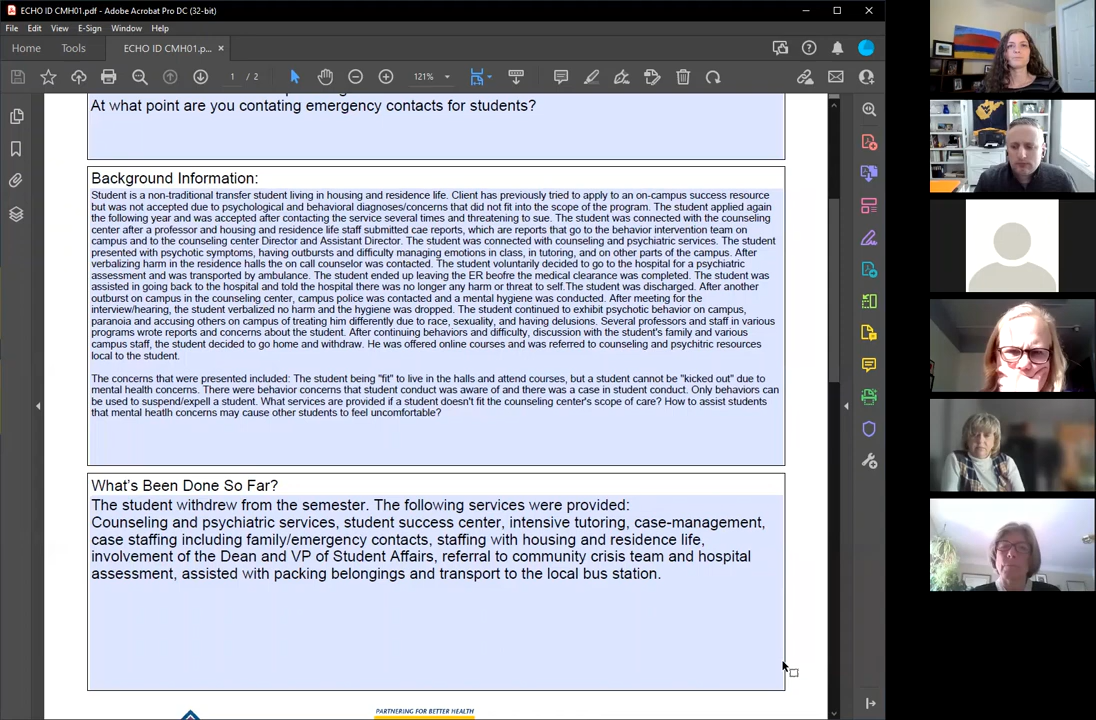 ECHO ID CMH01.pdf - Adobe Acrobat Pro DC (32-bit)
File Edit View E-Sign Window Help
Home Tools ECHO ID CMH01.p... ×
1 / 2 121%
At what point are you contating emergency contacts for students?
Background Information:
Student is a non-traditional transfer student living in housing and residence life. Client has previously tried to apply to an on-campus success resource
but was not accepted due to psychological and behavioral diagnoses/concerns that did not fit into the scope of the program. The student applied again
the following year and was accepted after contacting the service several times and threatening to sue. The student was connected with the counseling
center after a professor and housing and residence life staff submitted cae reports, which are reports that go to the behavior intervention team on
campus and to the counseling center Director and Assistant Director. The student was connected with counseling and psychiatric services. The student
presented with psychotic symptoms, having outbursts and difficulty managing emotions in class, in tutoring, and on other parts of the campus. After
verbalizing harm in the residence halls the on call counselor was contacted. The student voluntarily decided to go to the hospital for a psychiatric
assessment and was transported by ambulance. The student ended up leaving the ER beofre the medical clearance was completed. The student was
assisted in going back to the hospital and told the hospital there was no longer any harm or threat to self.The student was discharged. After another
outburst on campus in the counseling center, campus police was contacted and a mental hygiene was conducted. After meeting for the
interview/hearing, the student verbalized no harm and the hygiene was dropped. The student continued to exhibit psychotic behavior on campus,
paranoia and accusing others on campus of treating him differently due to race, sexuality, and having delusions. Several professors and staff in various
programs wrote reports and concerns about the student. After continuing behaviors and difficulty, discussion with the student's family and various
campus staff, the student decided to go home and withdraw. He was offered online courses and was referred to counseling and psychitric resources
local to the student.
The concerns that were presented included: The student being "fit" to live in the halls and attend courses, but a student cannot be "kicked out" due to
mental health concerns. There were behavior concerns that student conduct was aware of and there was a case in student conduct. Only behaviors can
be used to suspend/expell a student. What services are provided if a student doesn't fit the counseling center's scope of care? How to assist students
that mental heatlh concerns may cause other students to feel uncomfortable?
What's Been Done So Far?
The student withdrew from the semester. The following services were provided:
Counseling and psychiatric services, student success center, intensive tutoring, case-management,
case staffing including family/emergency contacts, staffing with housing and residence life,
involvement of the Dean and VP of Student Affairs, referral to community crisis team and hospital
assessment, assisted with packing belongings and transport to the local bus station.
PARTNERING FOR BETTER HEALTH